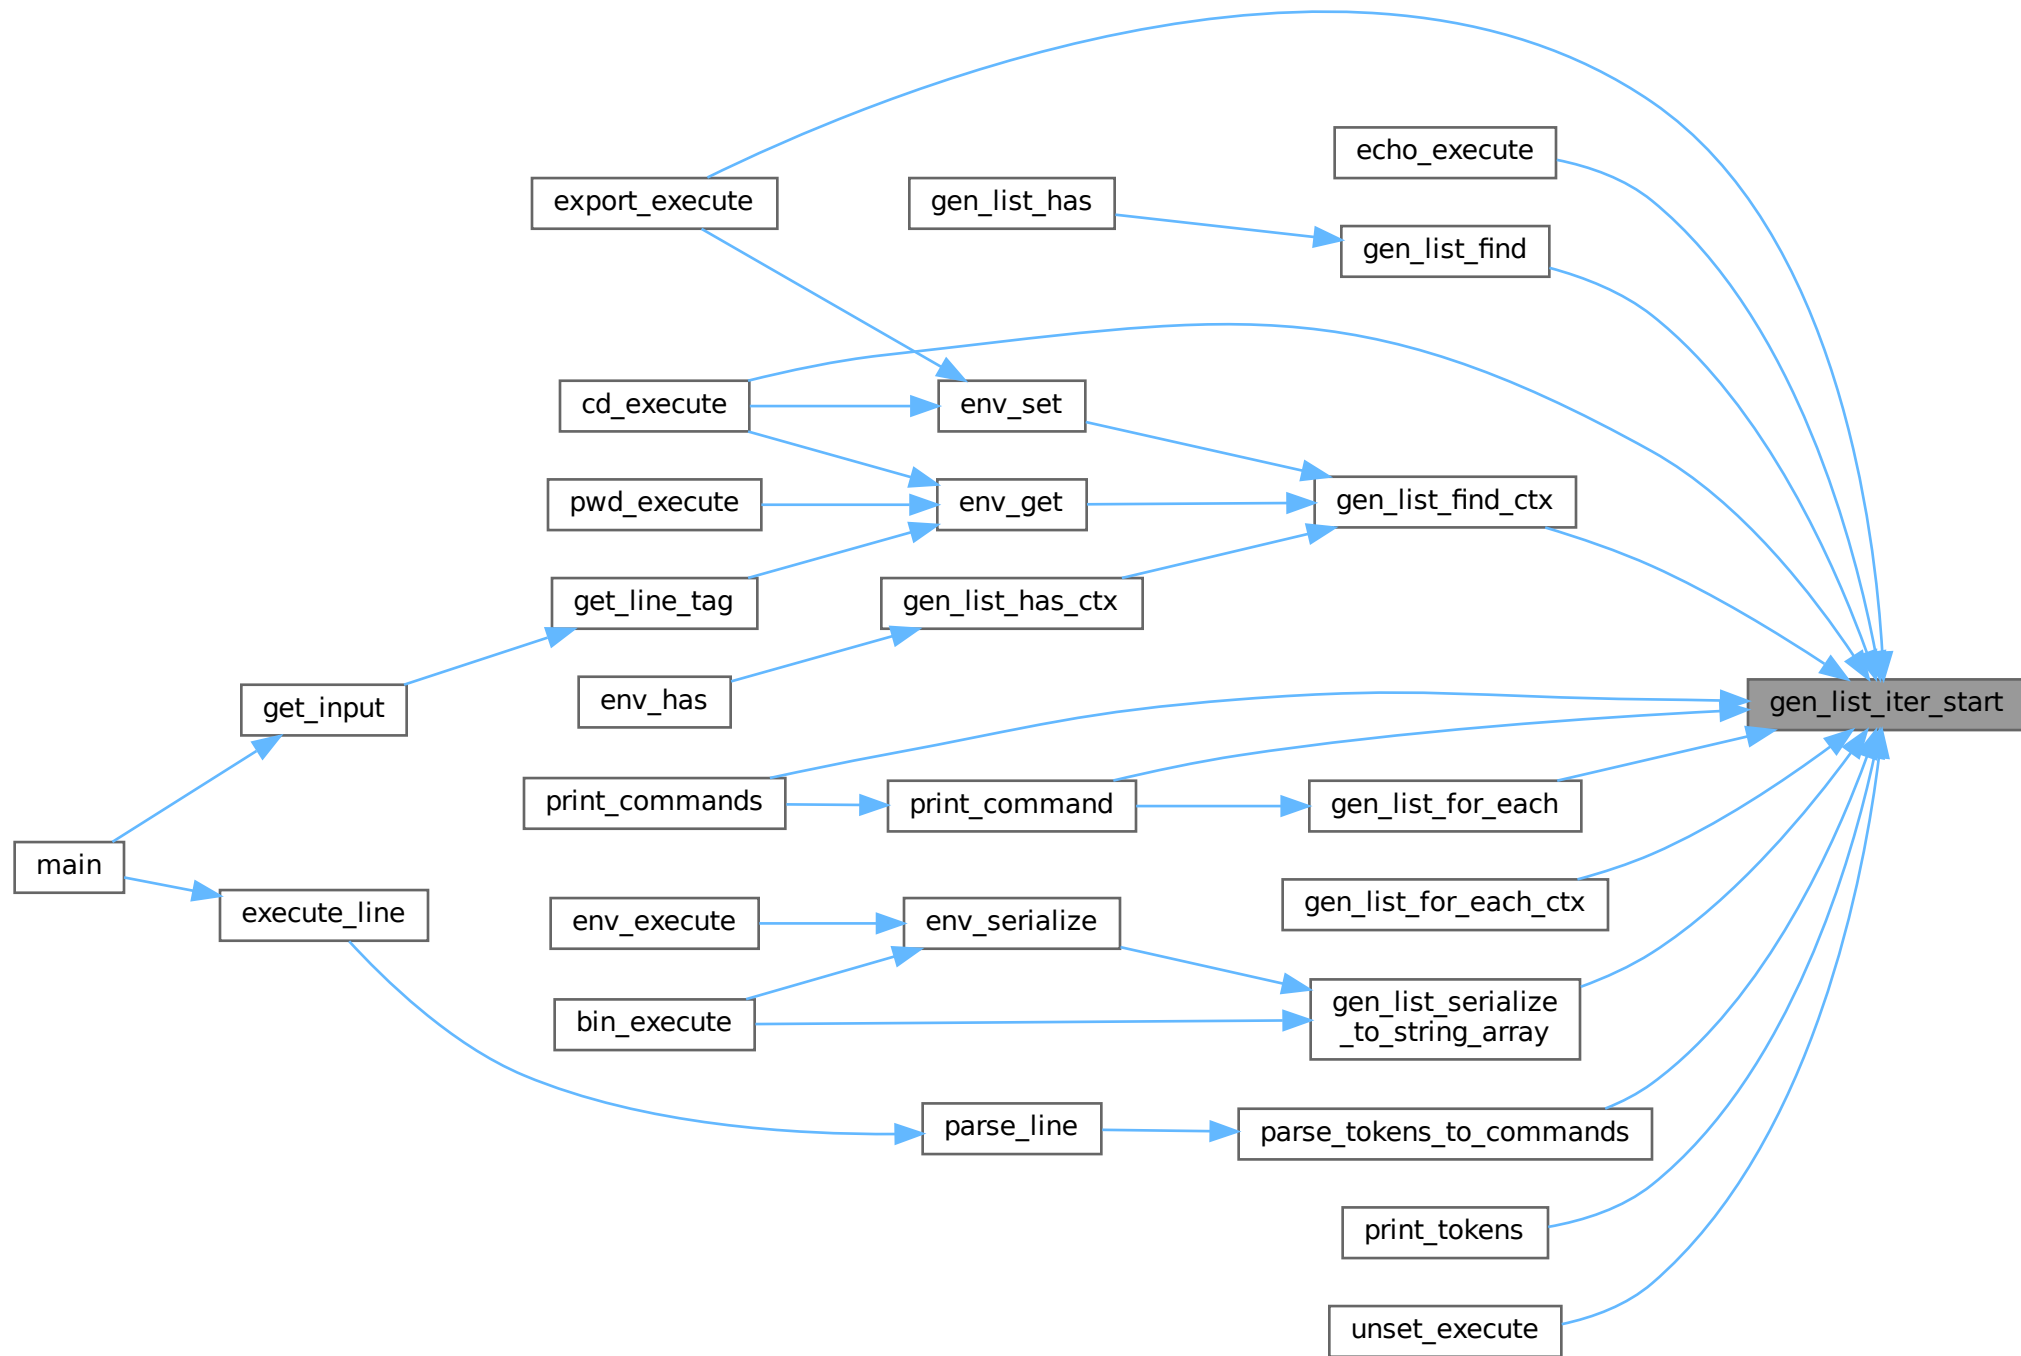 echo_execute
export_execute
gen_list_has
gen_list_find
cd_execute
env_set
pwd_execute
env_get
gen_list_find_ctx
get_line_tag
gen_list_has_ctx
get_input
env_has
gen_list_iter_start
print_commands
print_command
gen_list_for_each
main
execute_line
gen_list_for_each_ctx
env_execute
env_serialize
bin_execute
gen_list_serialize
_to_string_array
parse_line
parse_tokens_to_commands
print_tokens
unset_execute